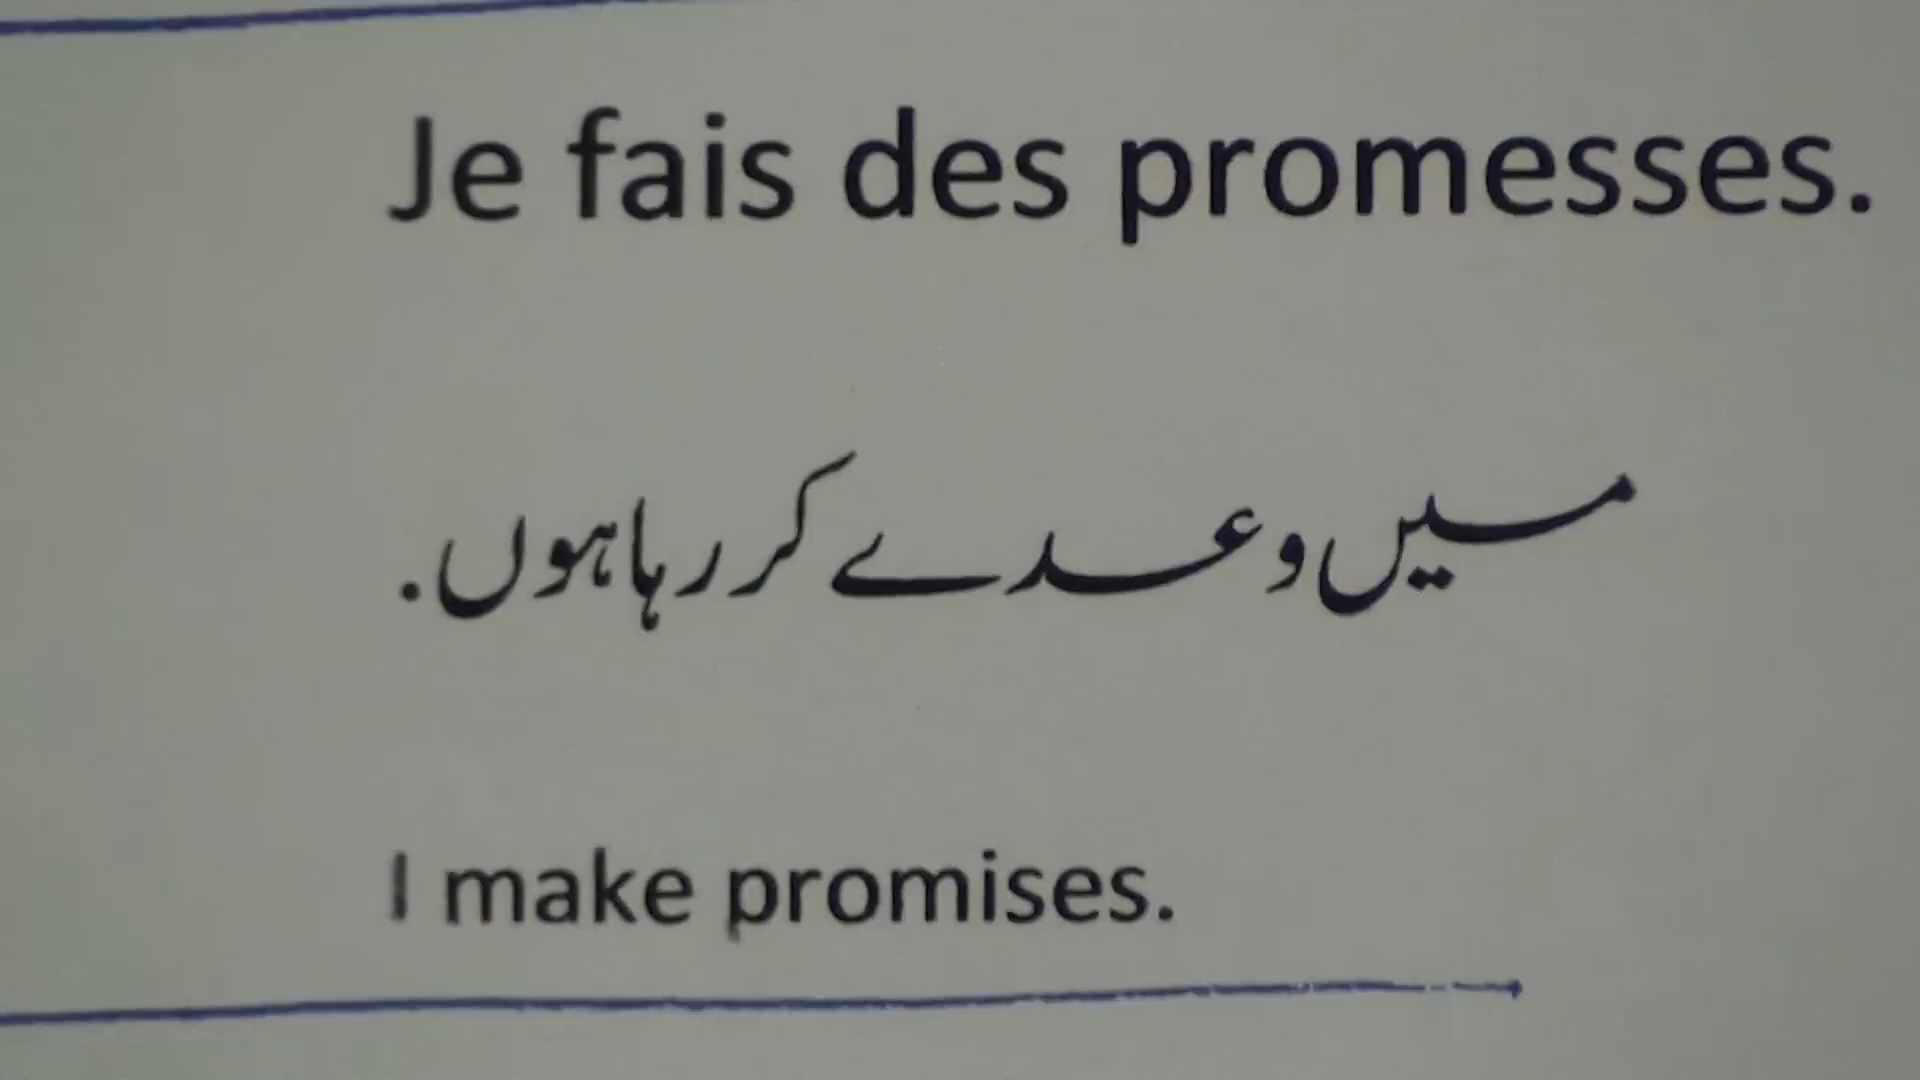 Je fais des promesses.
میں وعدے کر رہا ہوں.
I make promises.